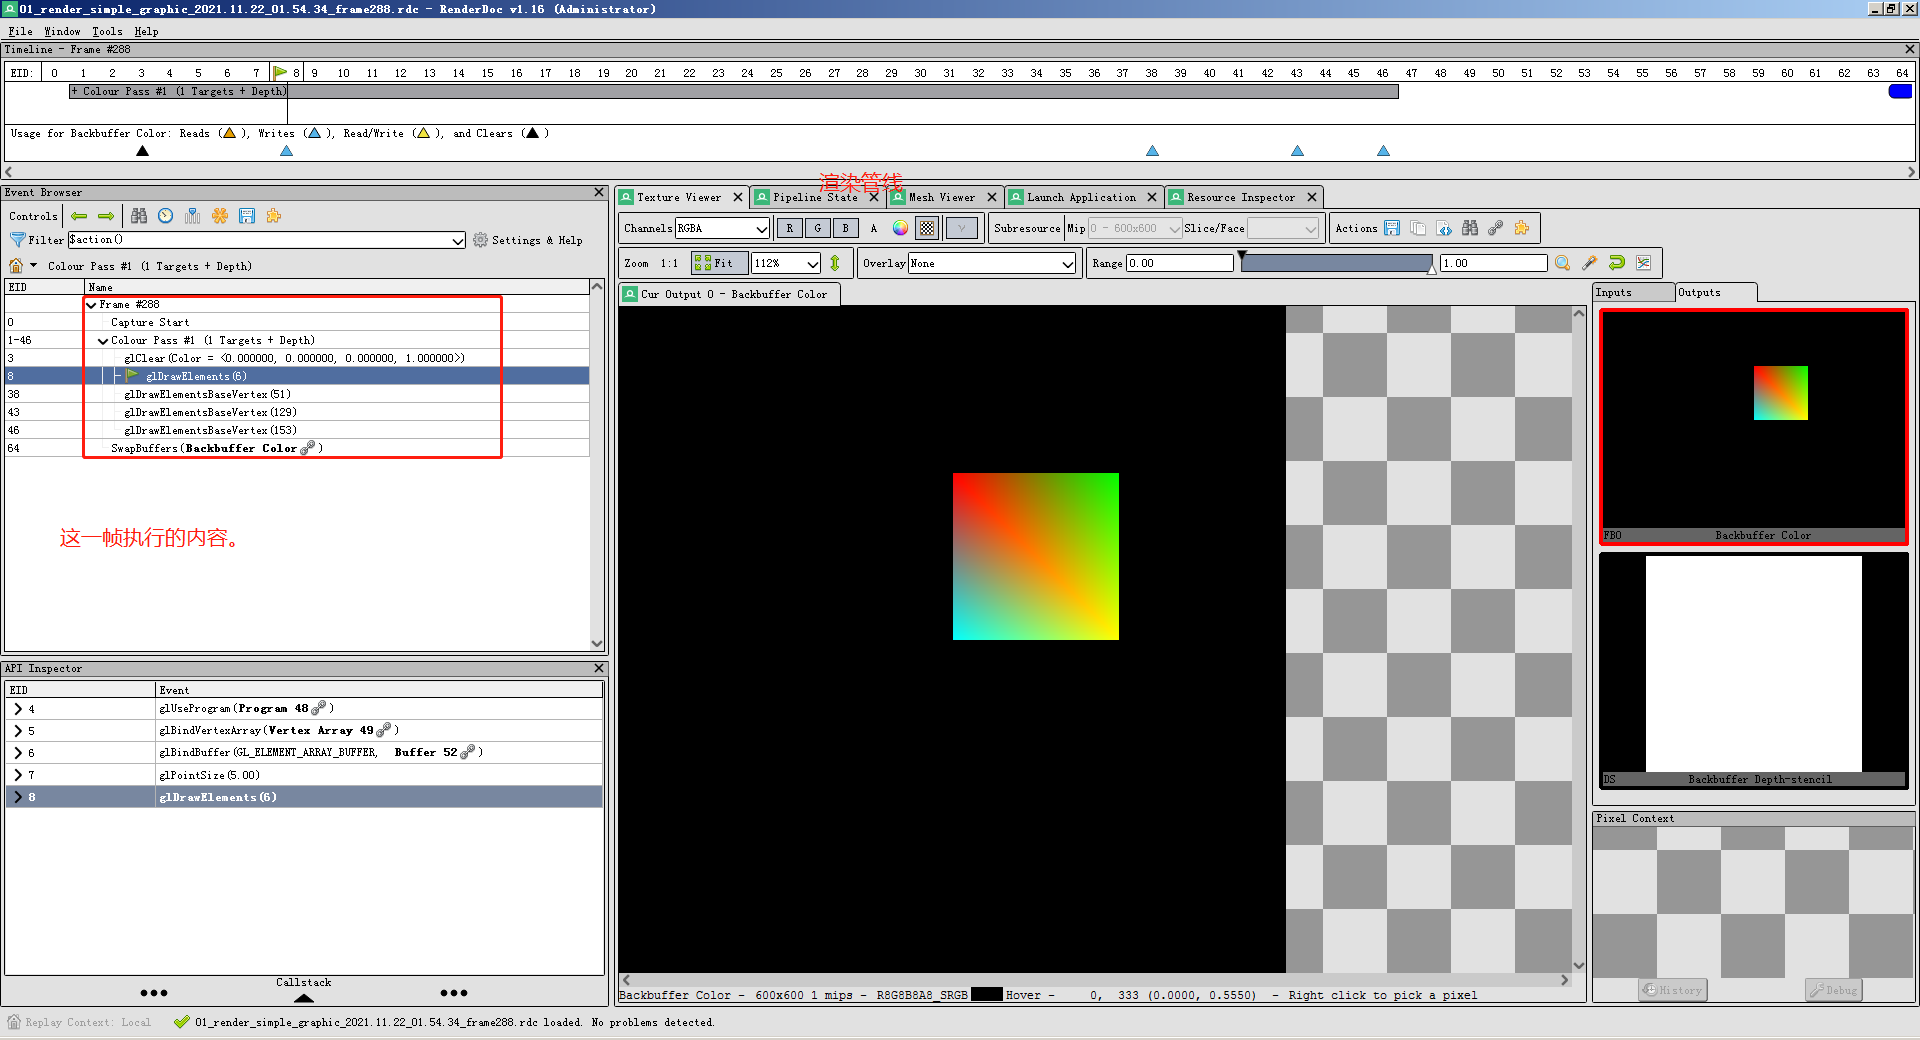 01_render_simple_graphic_2021.11.22_01.54.34_frame288.rdc - RenderDoc v1.16 (Administrator)
File Window Tools Help
Timeline - Frame #288
EID: 0 1 2 3 4 5 6 7 8 9 10 11 12 13 14 15 16 17 18 19 20 21 22 23 24 25 26 27 28 29 30 31 32 33 34 35 36 37 38 39 40 41 42 43 44 45 46 47 48 49 50 51 52 53 54 55 56 57 58 59 60 61 62 63 64
+ Colour Pass #1 (1 Targets + Depth)
Usage for Backbuffer Color: Reads ( ), Writes ( ), Read/Write ( ), and Clears ( )
Event Browser
Controls
Filter $action() Settings & Help
Colour Pass #1 (1 Targets + Depth)
EID Name
Frame #288
0 Capture Start
1-46 Colour Pass #1 (1 Targets + Depth)
3 glClear(Color = <0.000000, 0.000000, 0.000000, 1.000000>)
8 glDrawElements(6)
38 glDrawElementsBaseVertex(51)
43 glDrawElementsBaseVertex(129)
46 glDrawElementsBaseVertex(153)
64 SwapBuffers(Backbuffer Color )
这一帧执行的内容。
API Inspector
EID Event
4 glUseProgram(Program 48 )
5 glBindVertexArray(Vertex Array 49 )
6 glBindBuffer(GL_ELEMENT_ARRAY_BUFFER, Buffer 52 )
7 glPointSize(5.00)
8 glDrawElements(6)
Callstack
渲染管线
Texture Viewer Pipeline State Mesh Viewer Launch Application Resource Inspector
Channels RGBA R G B A γ Subresource Mip 0 - 600x600 Slice/Face Actions
Zoom 1:1 Fit 112% Overlay None Range 0.00 1.00
Cur Output 0 - Backbuffer Color
Inputs Outputs
FBO Backbuffer Color
DS Backbuffer Depth-stencil
Pixel Context
History Debug
Backbuffer Color - 600x600 1 mips - R8G8B8A8_SRGB Hover - 0, 333 (0.0000, 0.5550) - Right click to pick a pixel
Replay Context: Local 01_render_simple_graphic_2021.11.22_01.54.34_frame288.rdc loaded. No problems detected.